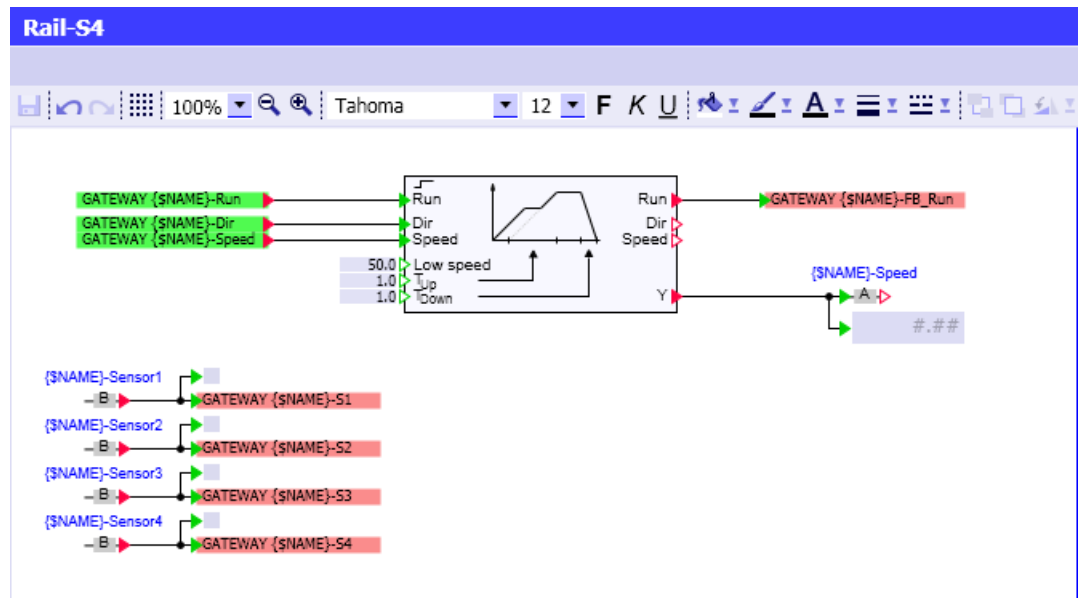 Rail-S4
100%
Tahoma
12
F K U A
GATEWAY {$NAME}-Run
Run
Run
GATEWAY {$NAME}-FB_Run
GATEWAY {$NAME}-Dir
Dir
Dir
GATEWAY {$NAME}-Speed
Speed
Speed
50.0
Low speed
1.0
TUp
1.0
TDown
Y
{$NAME}-Speed
A
#.##
{$NAME}-Sensor1
B
GATEWAY {$NAME}-S1
{$NAME}-Sensor2
B
GATEWAY {$NAME}-S2
{$NAME}-Sensor3
B
GATEWAY {$NAME}-S3
{$NAME}-Sensor4
B
GATEWAY {$NAME}-S4